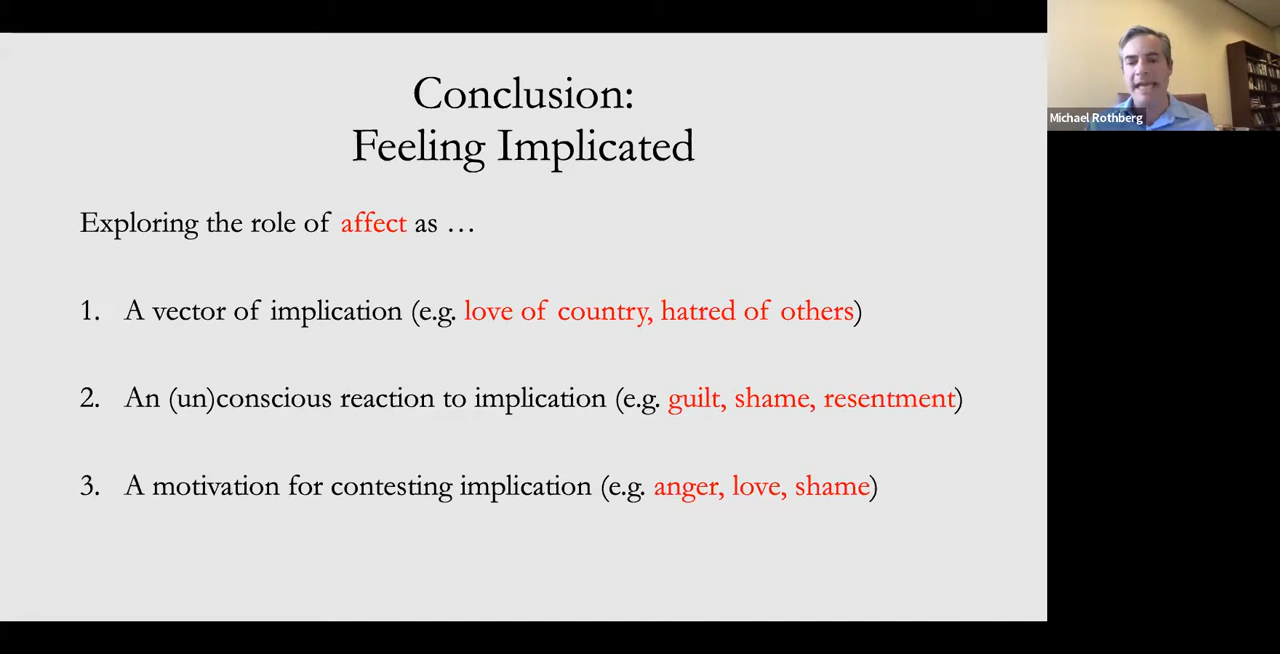 Conclusion:
Feeling Implicated
Exploring the role of affect as …
1. A vector of implication (e.g. love of country, hatred of others)
2. An (un)conscious reaction to implication (e.g. guilt, shame, resentment)
3. A motivation for contesting implication (e.g. anger, love, shame)
Michael Rothberg